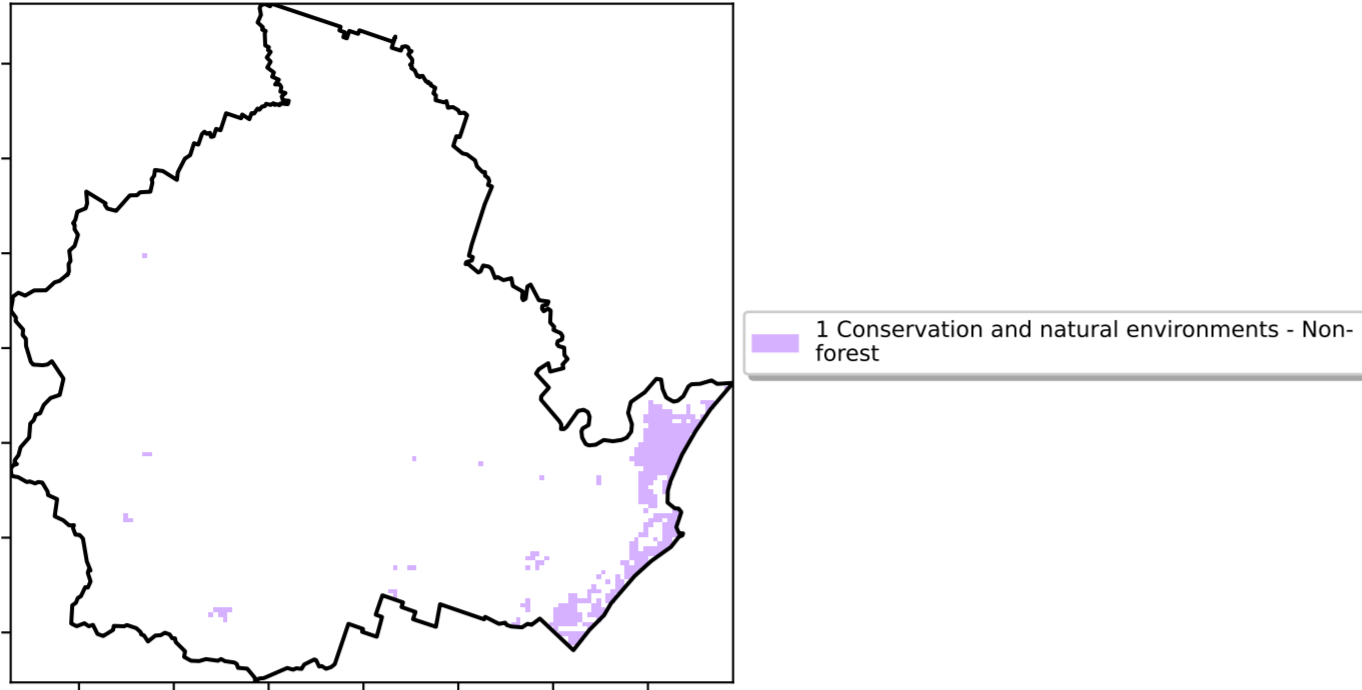 1 Conservation and natural environments - Non-
forest